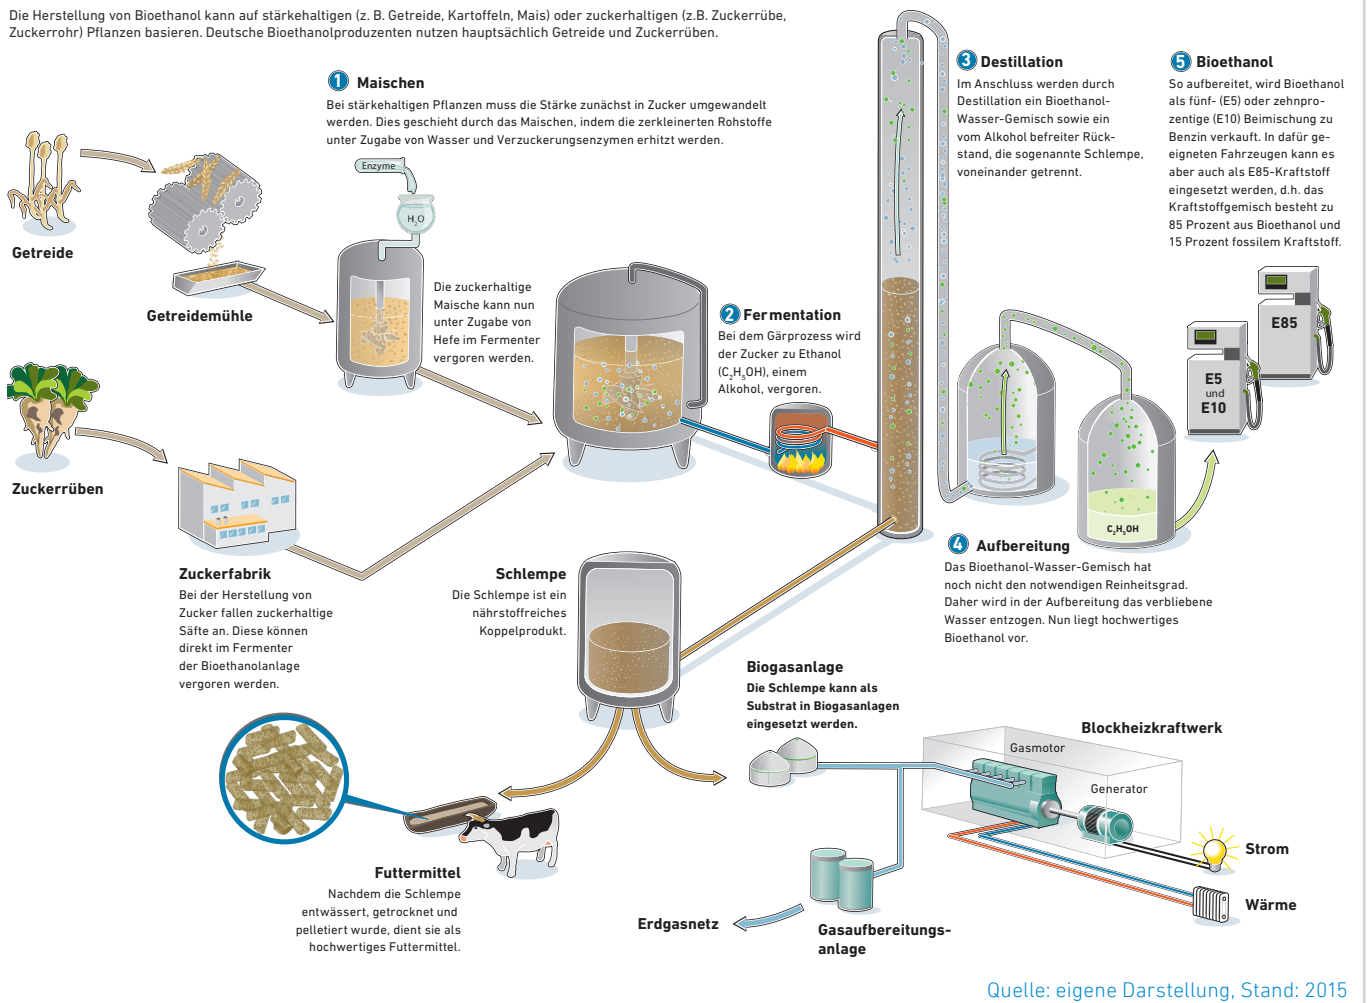 Die Herstellung von Bioethanol kann auf stärkehaltigen (z. B. Getreide, Kartoffeln, Mais) oder zuckerhaltigen (z.B. Zuckerrübe,
Zuckerrohr) Pflanzen basieren. Deutsche Bioethanolproduzenten nutzen hauptsächlich Getreide und Zuckerrüben.
1 Maischen
Bei stärkehaltigen Pflanzen muss die Stärke zunächst in Zucker umgewandelt
werden. Dies geschieht durch das Maischen, indem die zerkleinerten Rohstoffe
unter Zugabe von Wasser und Verzuckerungsenzymen erhitzt werden.
Enzyme
H₂O
Getreide
Getreidemühle
Die zuckerhaltige
Maische kann nun
unter Zugabe von
Hefe im Fermenter
vergoren werden.
2 Fermentation
Bei dem Gärprozess wird
der Zucker zu Ethanol
(C₂H₅OH), einem
Alkohol, vergoren.
3 Destillation
Im Anschluss werden durch
Destillation ein Bioethanol-
Wasser-Gemisch sowie ein
vom Alkohol befreiter Rück-
stand, die sogenannte Schlempe,
voneinander getrennt.
5 Bioethanol
So aufbereitet, wird Bioethanol
als fünf- (E5) oder zehnpro-
zentige (E10) Beimischung zu
Benzin verkauft. In dafür ge-
eigneten Fahrzeugen kann es
aber auch als E85-Kraftstoff
eingesetzt werden, d.h. das
Kraftstoffgemisch besteht zu
85 Prozent aus Bioethanol und
15 Prozent fossilem Kraftstoff.
E85
E5
und
E10
Zuckerrüben
Zuckerfabrik
Bei der Herstellung von
Zucker fallen zuckerhaltige
Säfte an. Diese können
direkt im Fermenter
der Bioethanolanlage
vergoren werden.
C₂H₅OH
4 Aufbereitung
Das Bioethanol-Wasser-Gemisch hat
noch nicht den notwendigen Reinheitsgrad.
Daher wird in der Aufbereitung das verbliebene
Wasser entzogen. Nun liegt hochwertiges
Bioethanol vor.
Schlempe
Die Schlempe ist ein
nährstoffreiches
Koppelprodukt.
Biogasanlage
Die Schlempe kann als
Substrat in Biogasanlagen
eingesetzt werden.
Blockheizkraftwerk
Gasmotor
Generator
Strom
Wärme
Futtermittel
Nachdem die Schlempe
entwässert, getrocknet und
pelletiert wurde, dient sie als
hochwertiges Futtermittel.
Erdgasnetz
Gasaufbereitungs-
anlage
Quelle: eigene Darstellung, Stand: 2015